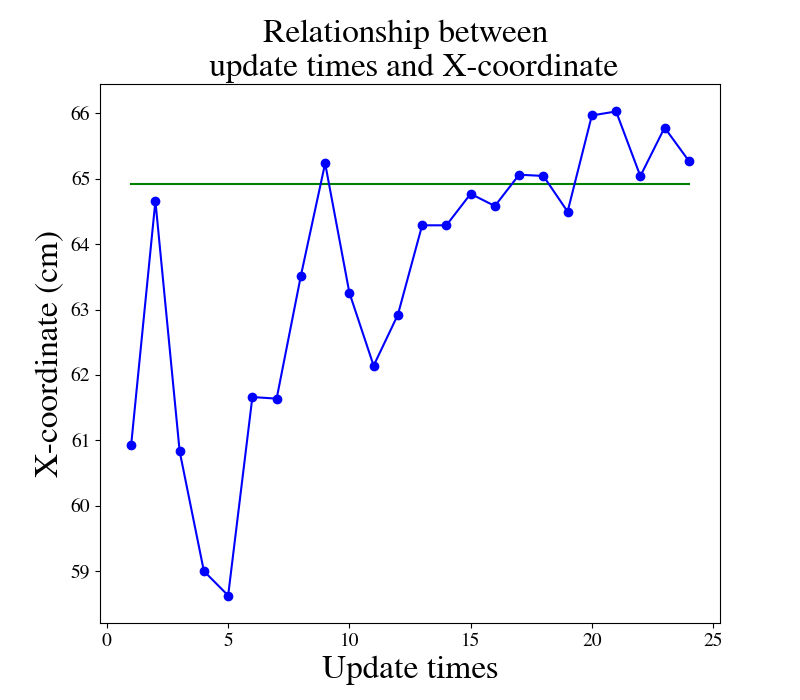 Relationship between
update times and X-coordinate
66
65
64
63
62
61
60
59
X-coordinate (cm)
0 5 10 15 20 25
Update times